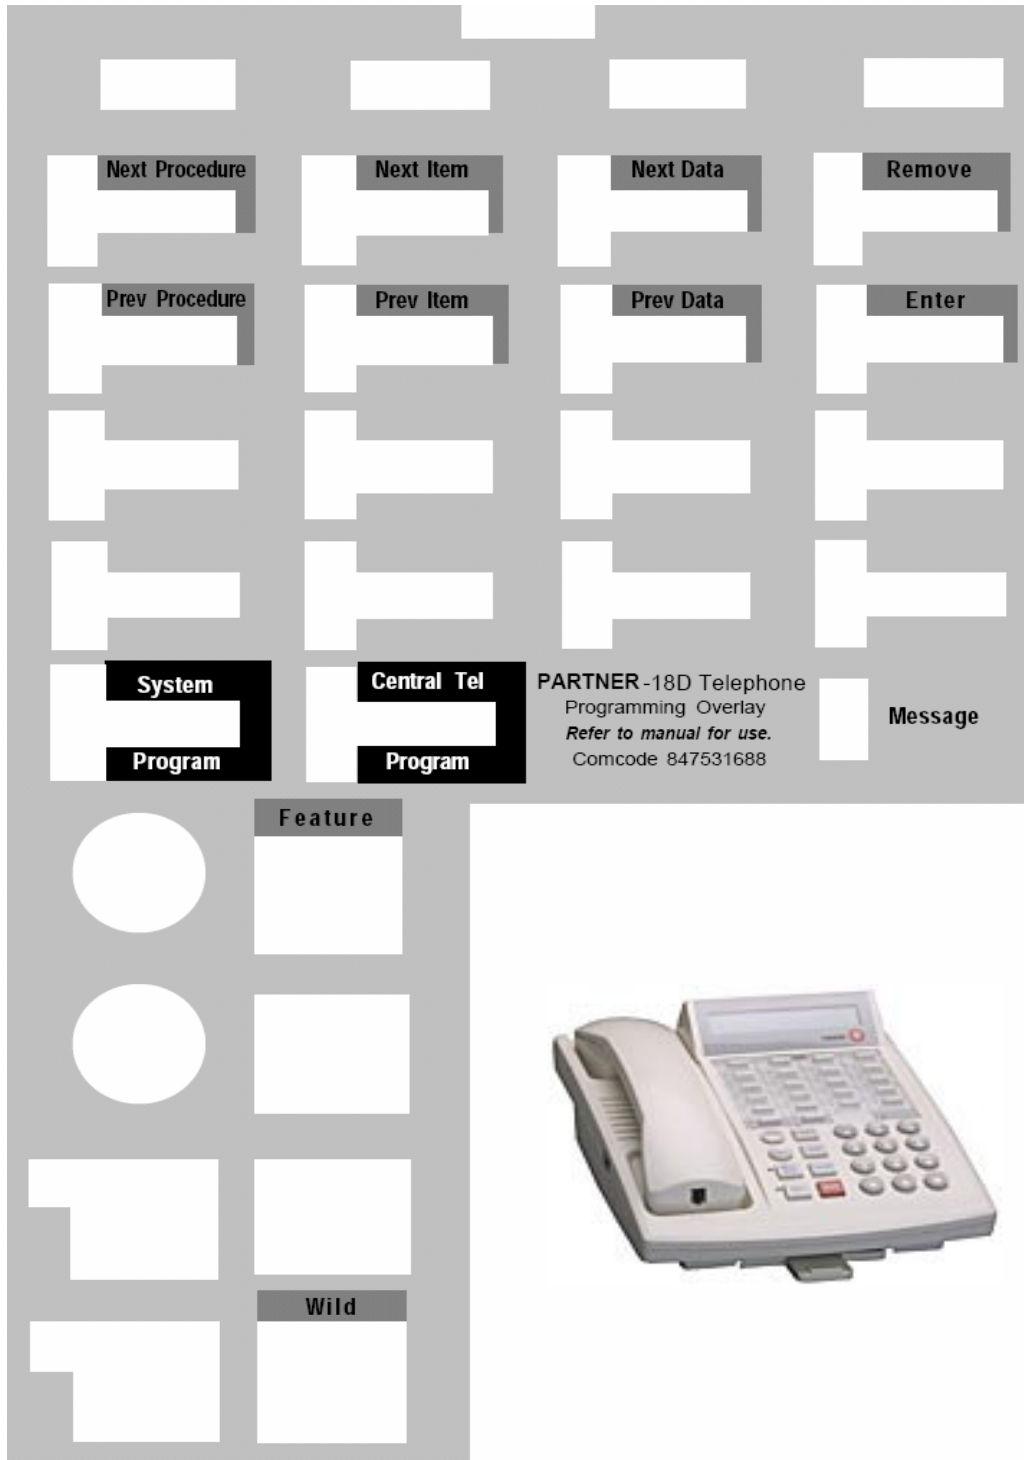 Next Procedure
Next Item
Next Data
Remove
Prev Procedure
Prev Item
Prev Data
Enter
System
Program
Central Tel
Program
PARTNER-18D Telephone
Programming Overlay
Refer to manual for use.
Comcode 847531688
Message
Feature
Wild